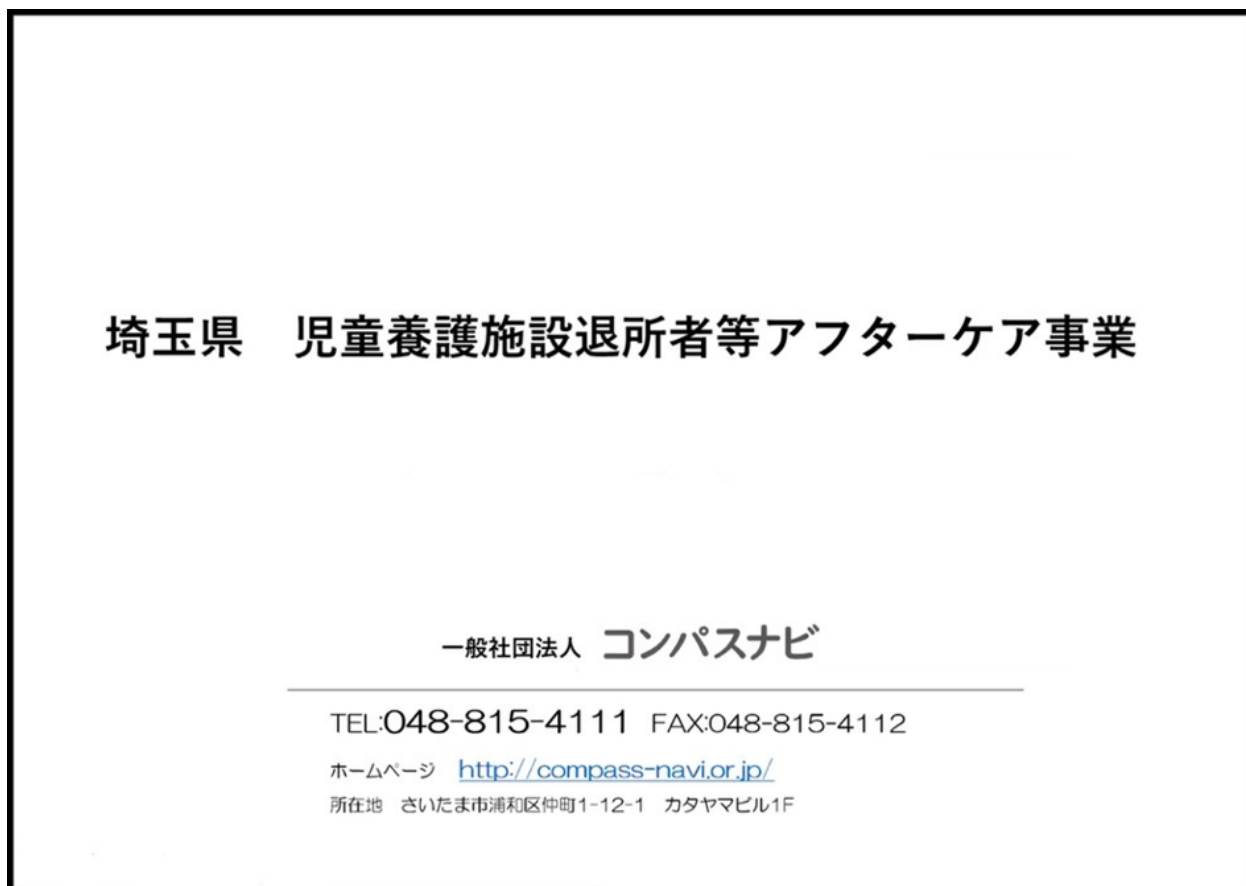 埼玉県　児童養護施設退所者等アフターケア事業
一般社団法人 コンパスナビ
TEL:048-815-4111 FAX:048-815-4112
ホームページ http://compass-navi.or.jp/
所在地 さいたま市浦和区仲町1-12-1 カタヤマビル1F